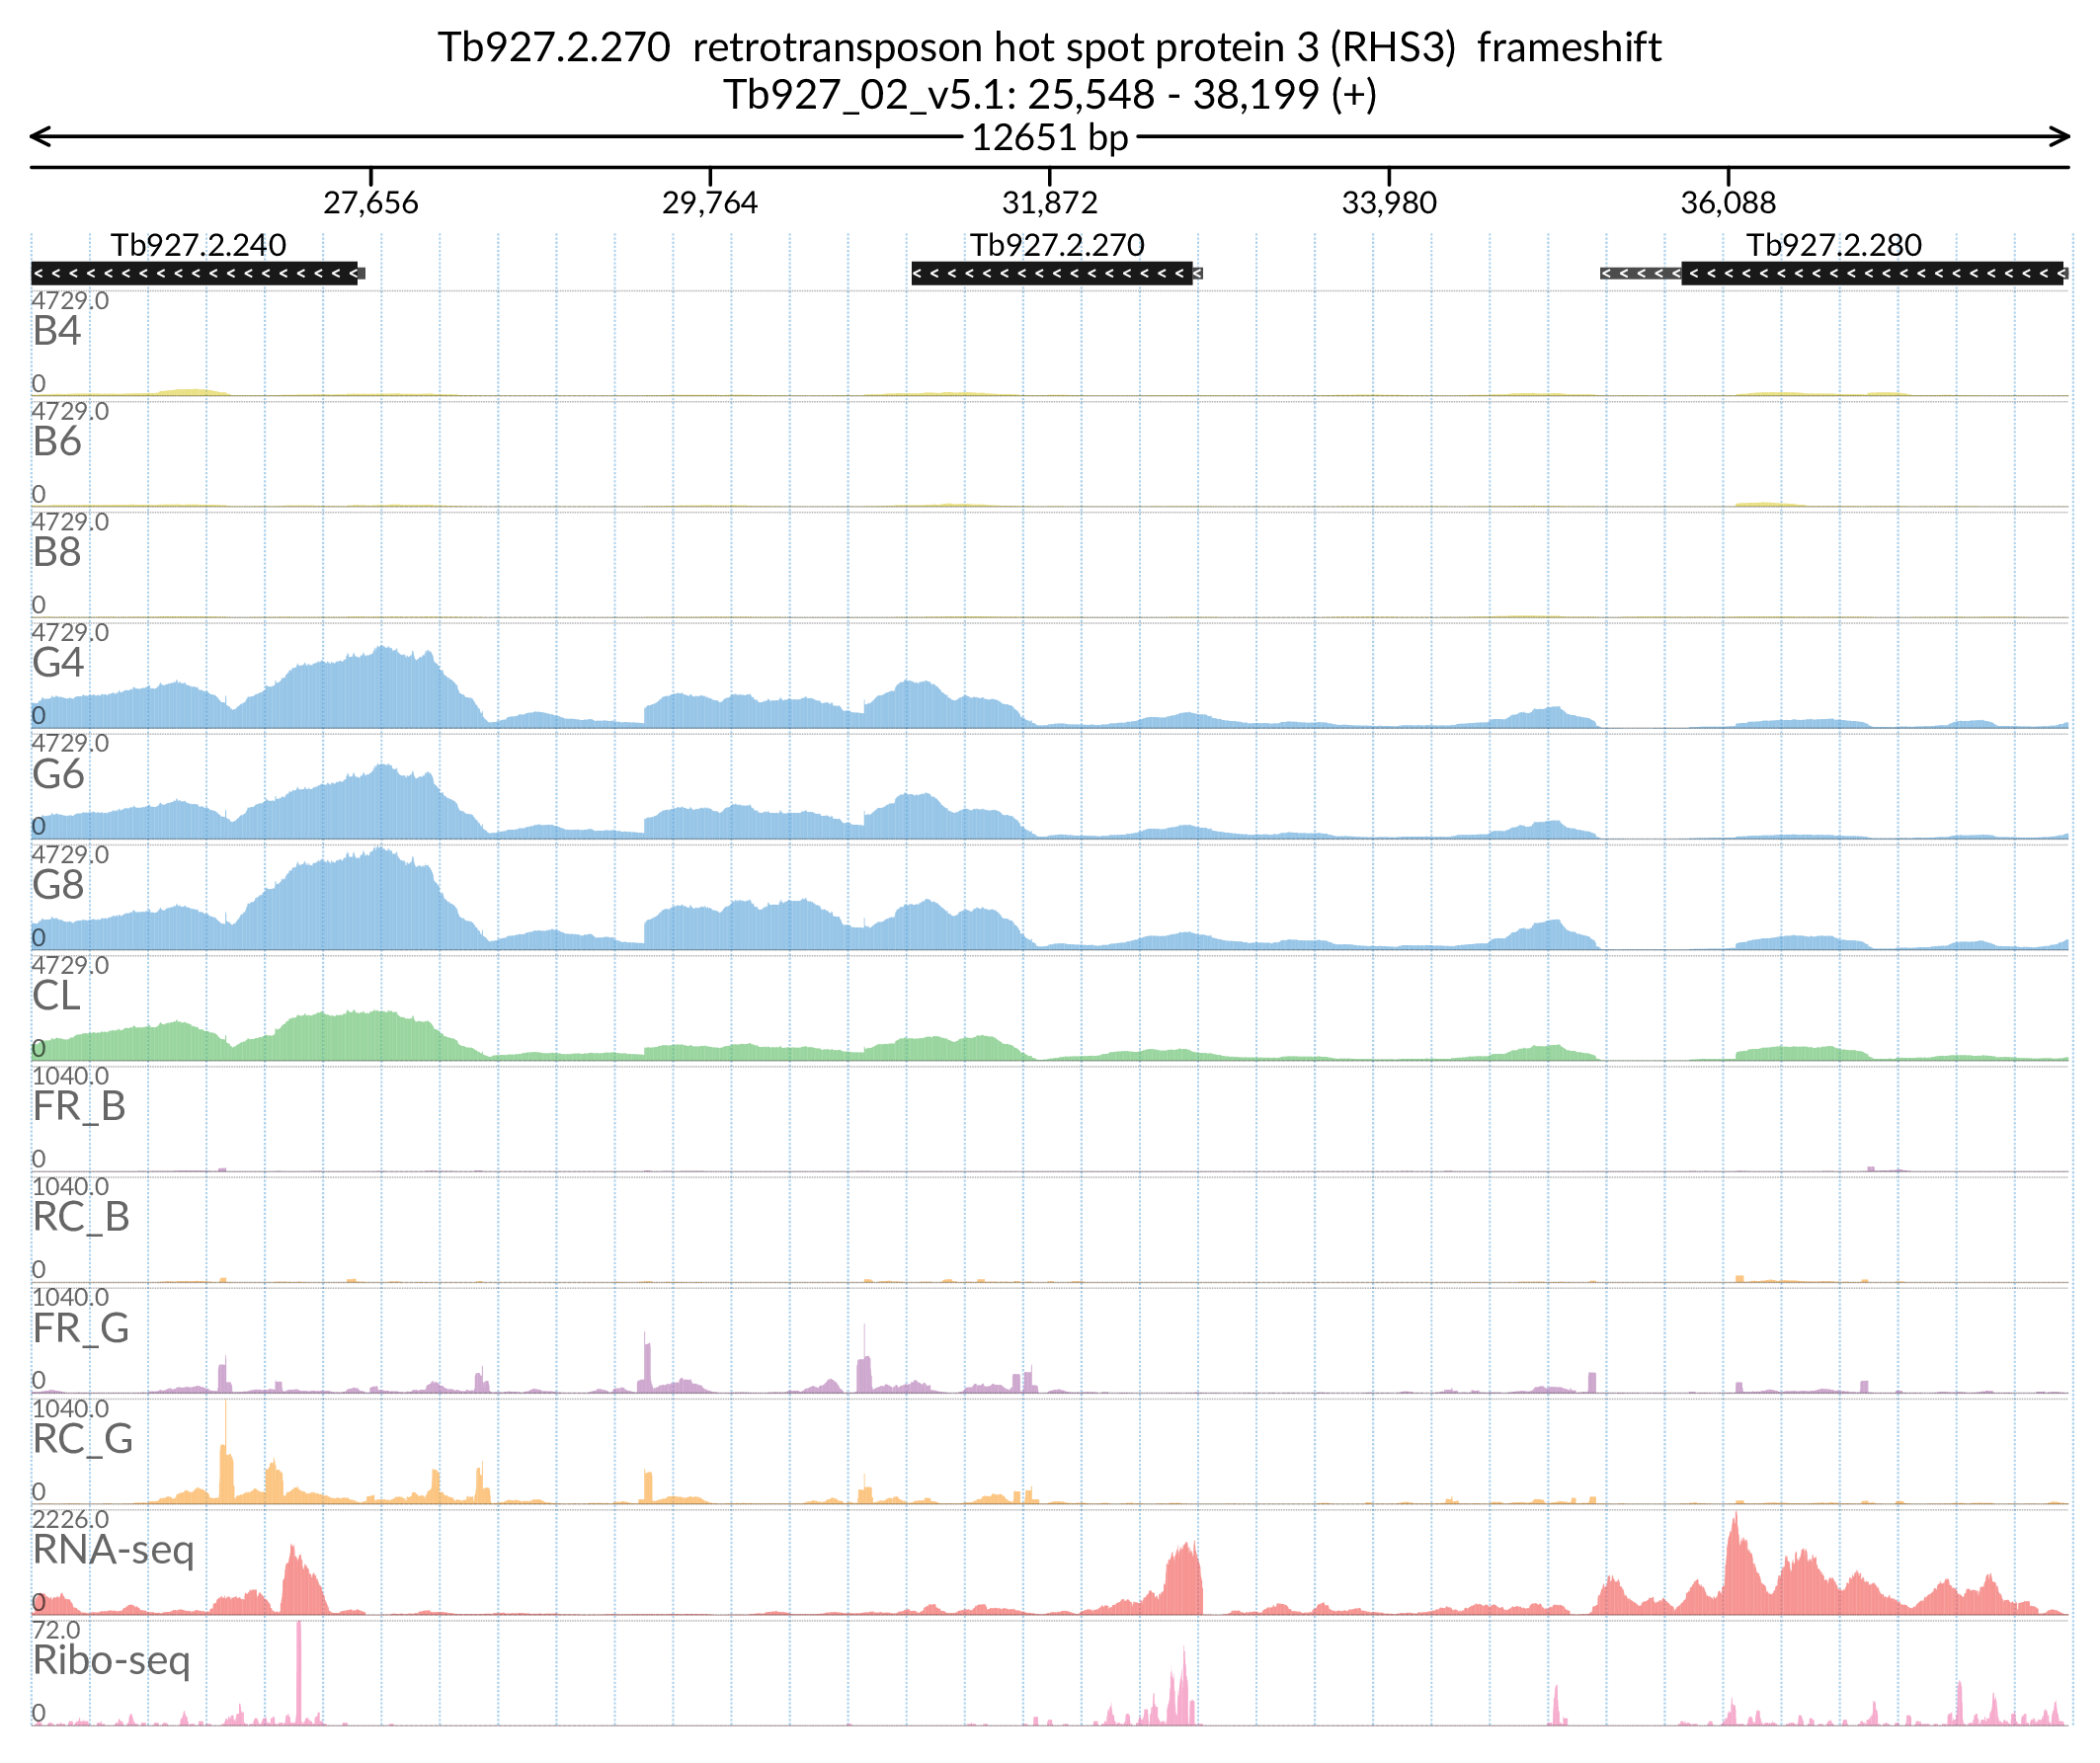 Tb927.2.270 retrotransposon hot spot protein 3 (RHS3) frameshift
Tb927_02_v5.1: 25,548 - 38,199 (+)
12651 bp
27,656 29,764 31,872 33,980 36,088
Tb927.2.240 Tb927.2.270 Tb927.2.280
4729.0
B4
0
4729.0
B6
0
4729.0
B8
0
4729.0
G4
0
4729.0
G6
0
4729.0
G8
0
4729.0
CL
0
1040.0
FR_B
0
1040.0
RC_B
0
1040.0
FR_G
0
1040.0
RC_G
0
2226.0
RNA-seq
0
72.0
Ribo-seq
0